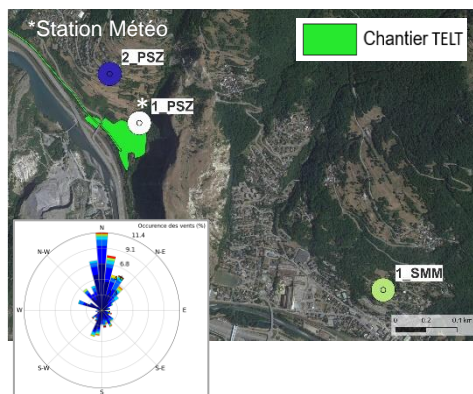 *Station Météo
Chantier TELT
2_PSZ
* 1_PSZ
1_SMM
0 0.2 0.4 km
Occurence des vents (%)
N
11.4
9.1
6.8
N-W
N-E
W
E
S-W
S-E
S